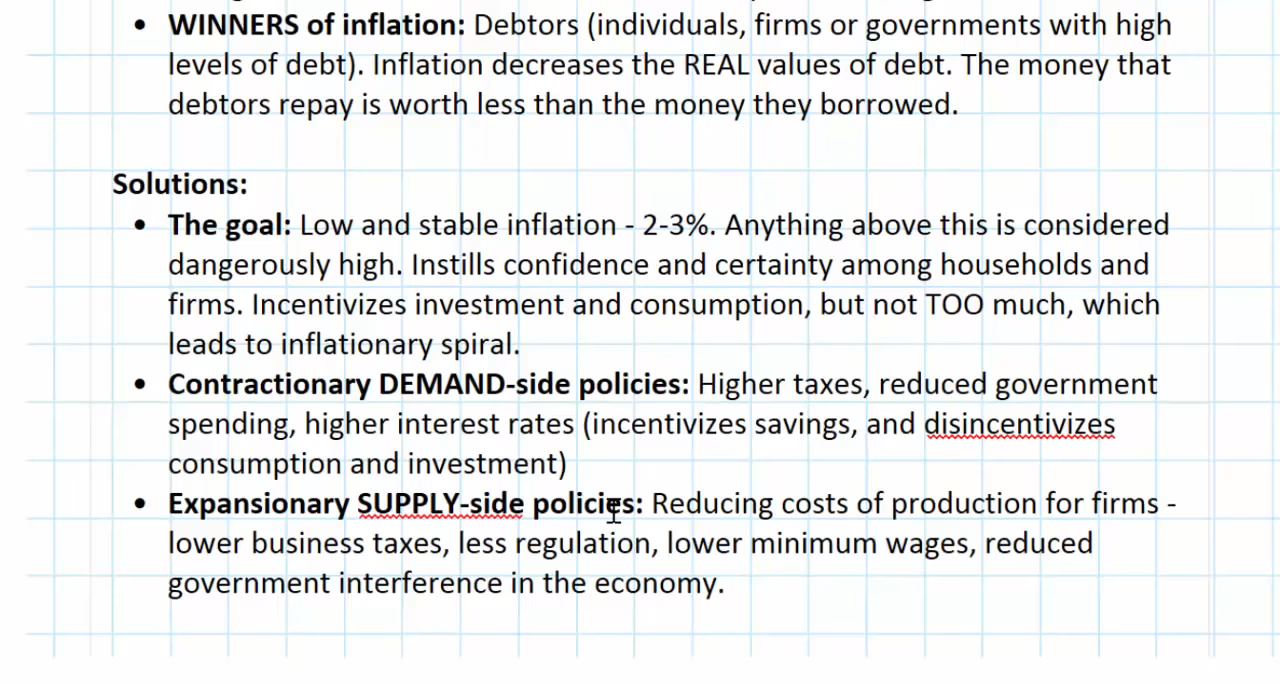 • WINNERS of inflation: Debtors (individuals, firms or governments with high
levels of debt). Inflation decreases the REAL values of debt. The money that
debtors repay is worth less than the money they borrowed.
Solutions:
• The goal: Low and stable inflation - 2-3%. Anything above this is considered
dangerously high. Instills confidence and certainty among households and
firms. Incentivizes investment and consumption, but not TOO much, which
leads to inflationary spiral.
• Contractionary DEMAND-side policies: Higher taxes, reduced government
spending, higher interest rates (incentivizes savings, and disincentivizes
consumption and investment)
• Expansionary SUPPLY-side policies: Reducing costs of production for firms -
lower business taxes, less regulation, lower minimum wages, reduced
government interference in the economy.